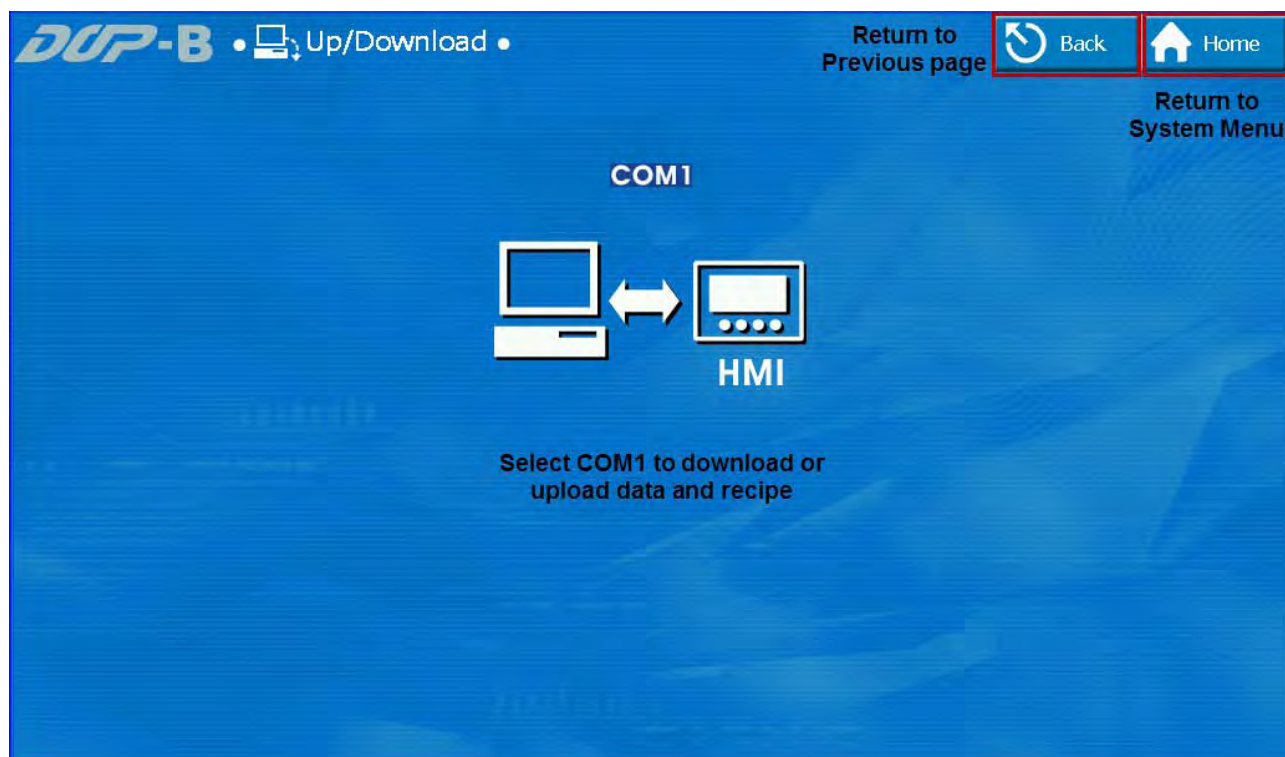 DOP-B • Up/Download •
Return to
Previous page
Back
Home
Return to
System Menu
COM1
HMI
Select COM1 to download or
upload data and recipe